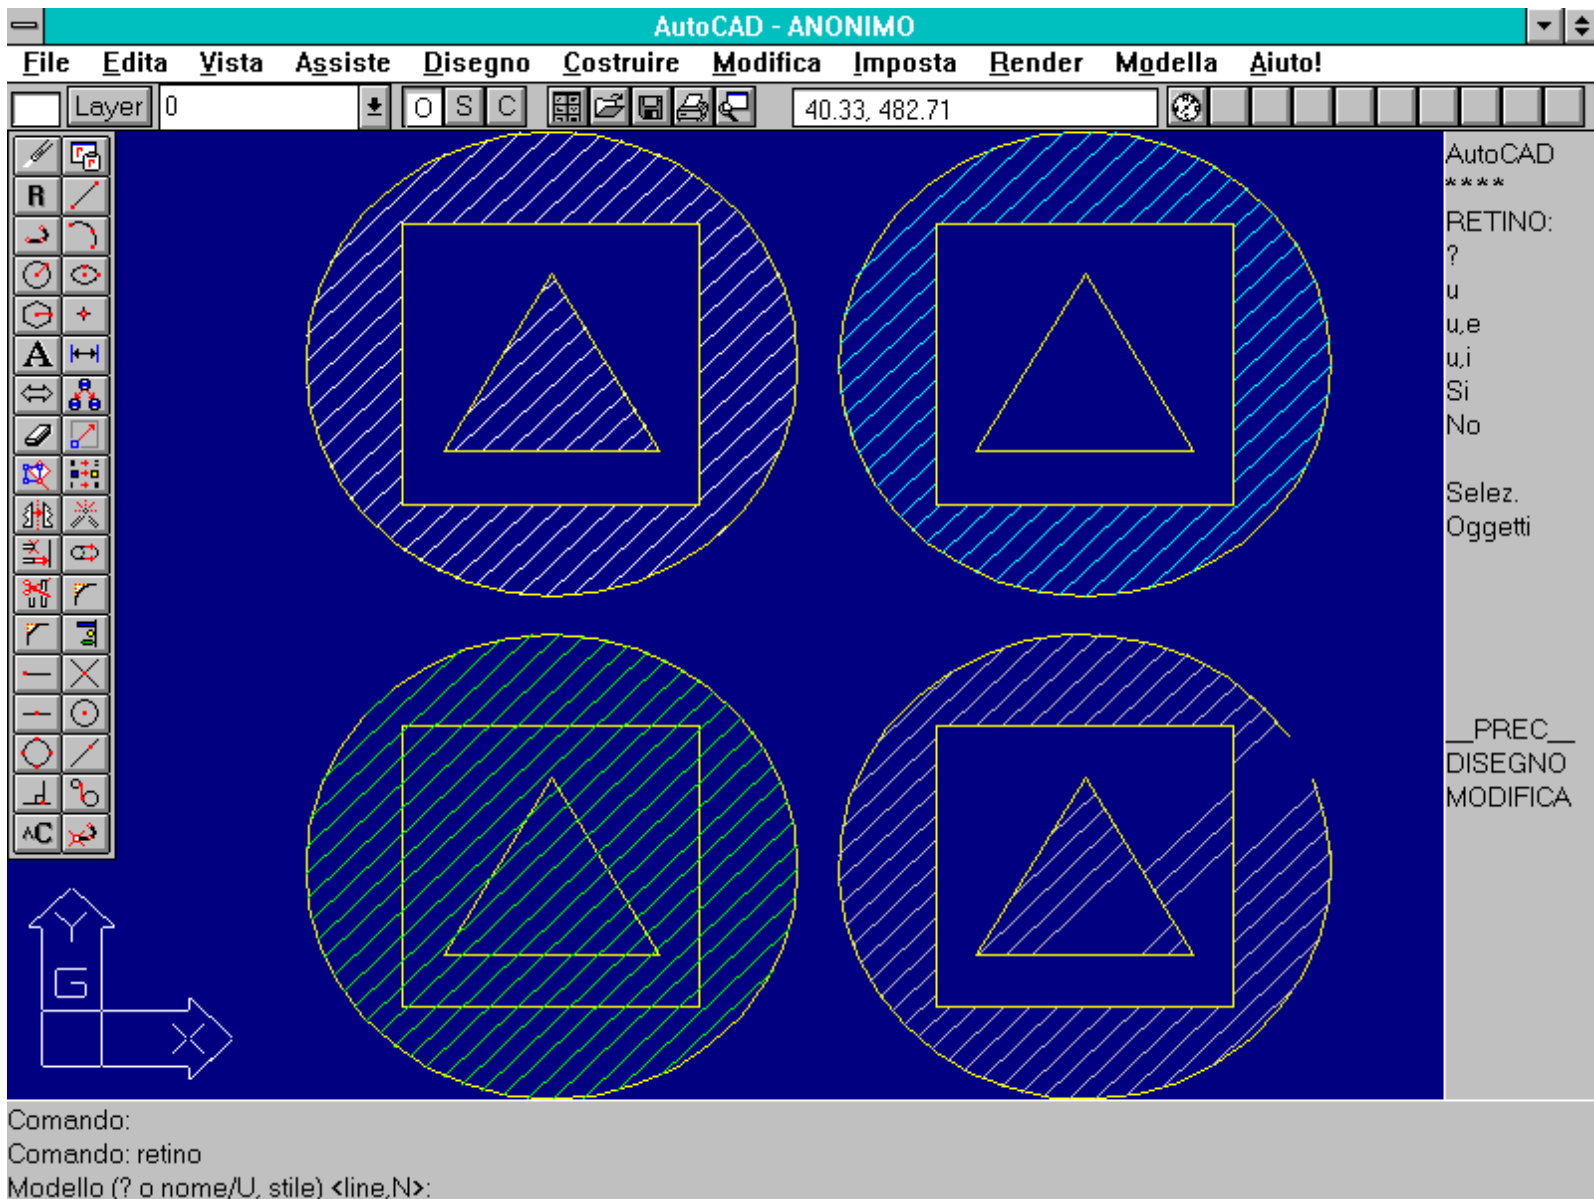 AutoCAD - ANONIMO
File Edita Vista Assiste Disegno Costruire Modifica Imposta Render Modella Aiuto!
Layer 0 O S C 40.33, 482.71
AutoCAD
****
R
RETINO:
?
u
u,e
A
u,i
Si
No
Selez.
Oggetti
__PREC__
DISEGNO
MODIFICA
^C
Y
G
X
Comando:
Comando: retino
Modello (? o nome/U, stile) <line,N>: